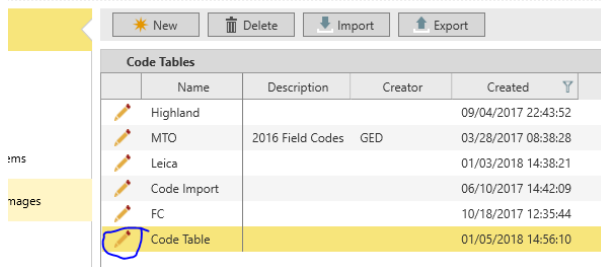 New Delete Import Export
Code Tables
Name Description Creator Created
Highland 09/04/2017 22:43:52
MTO 2016 Field Codes GED 03/28/2017 08:38:28
ems Leica 01/03/2018 14:38:21
mages Code Import 06/10/2017 14:42:09
FC 10/18/2017 12:35:44
Code Table 01/05/2018 14:56:10